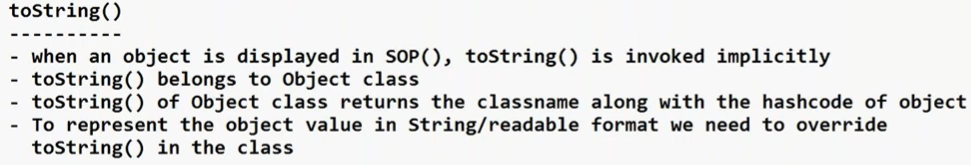 toString()
----------
- when an object is displayed in SOP(), toString() is invoked implicitly
- toString() belongs to Object class
- toString() of Object class returns the classname along with the hashcode of object
- To represent the object value in String/readable format we need to override
toString() in the class